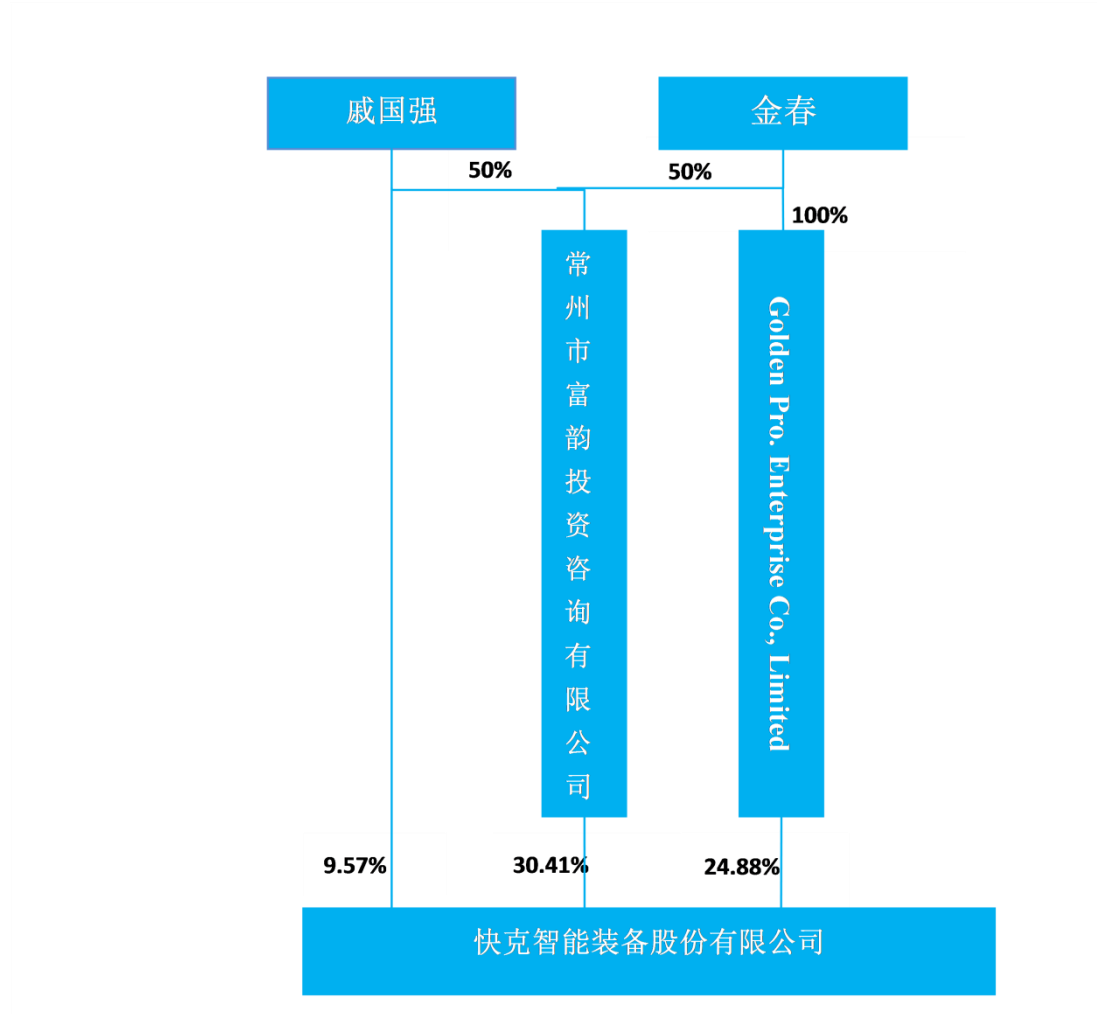 戚国强
金春
50%
50%
100%
常州市富韵投资咨询有限公司
Golden Pro. Enterprise Co., Limited
9.57%
30.41%
24.88%
快克智能装备股份有限公司